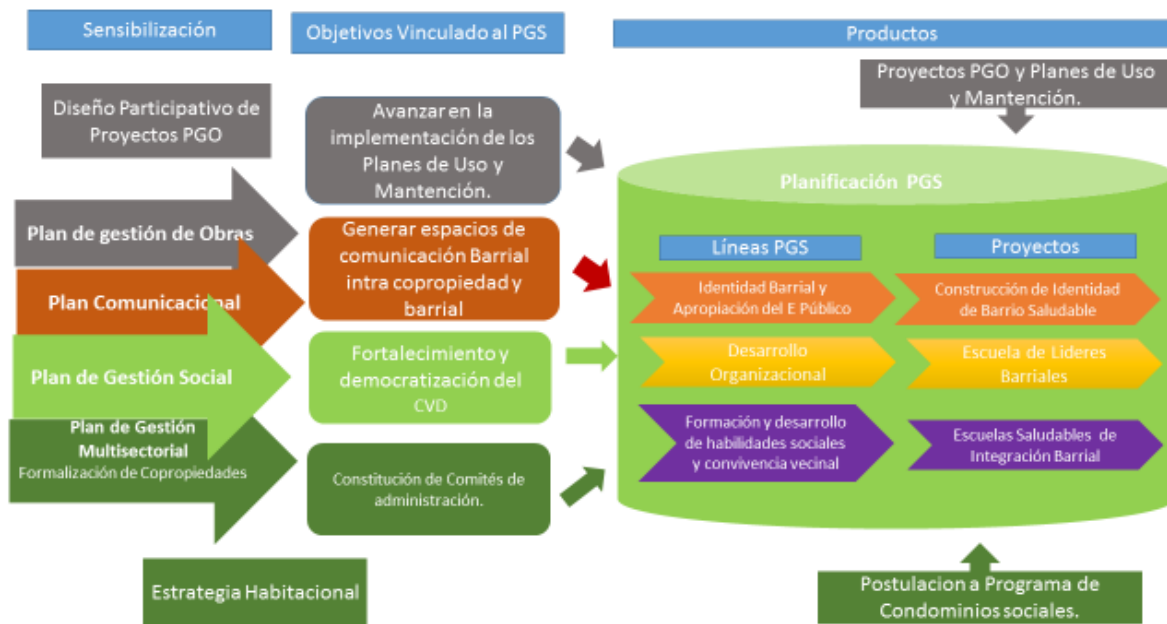 Sensibilización
Objetivos Vinculado al PGS
Productos
Diseño Participativo de
Proyectos PGO
Plan de gestión de Obras
Plan Comunicacional
Plan de Gestión Social
Plan de Gestión
Multisectorial
Formalización de Copropiedades
Estrategia Habitacional
Avanzar en la
implementación de los
Planes de Uso y
Mantención.
Generar espacios de
comunicación Barrial
intra copropiedad y
barrial
Fortalecimiento y
democratización del
CVD
Constitución de Comités de
administración.
Proyectos PGO y Planes de Uso
y Mantención.
Planificación PGS
Líneas PGS
Proyectos
Identidad Barrial y
Apropiación del E Público
Construcción de Identidad
de Barrio Saludable
Desarrollo
Organizacional
Escuela de Lideres
Barriales
Formación y desarrollo
de habilidades sociales
y convivencia vecinal
Escuelas Saludables de
Integración Barrial
Postulacion a Programa de
Condominios sociales.